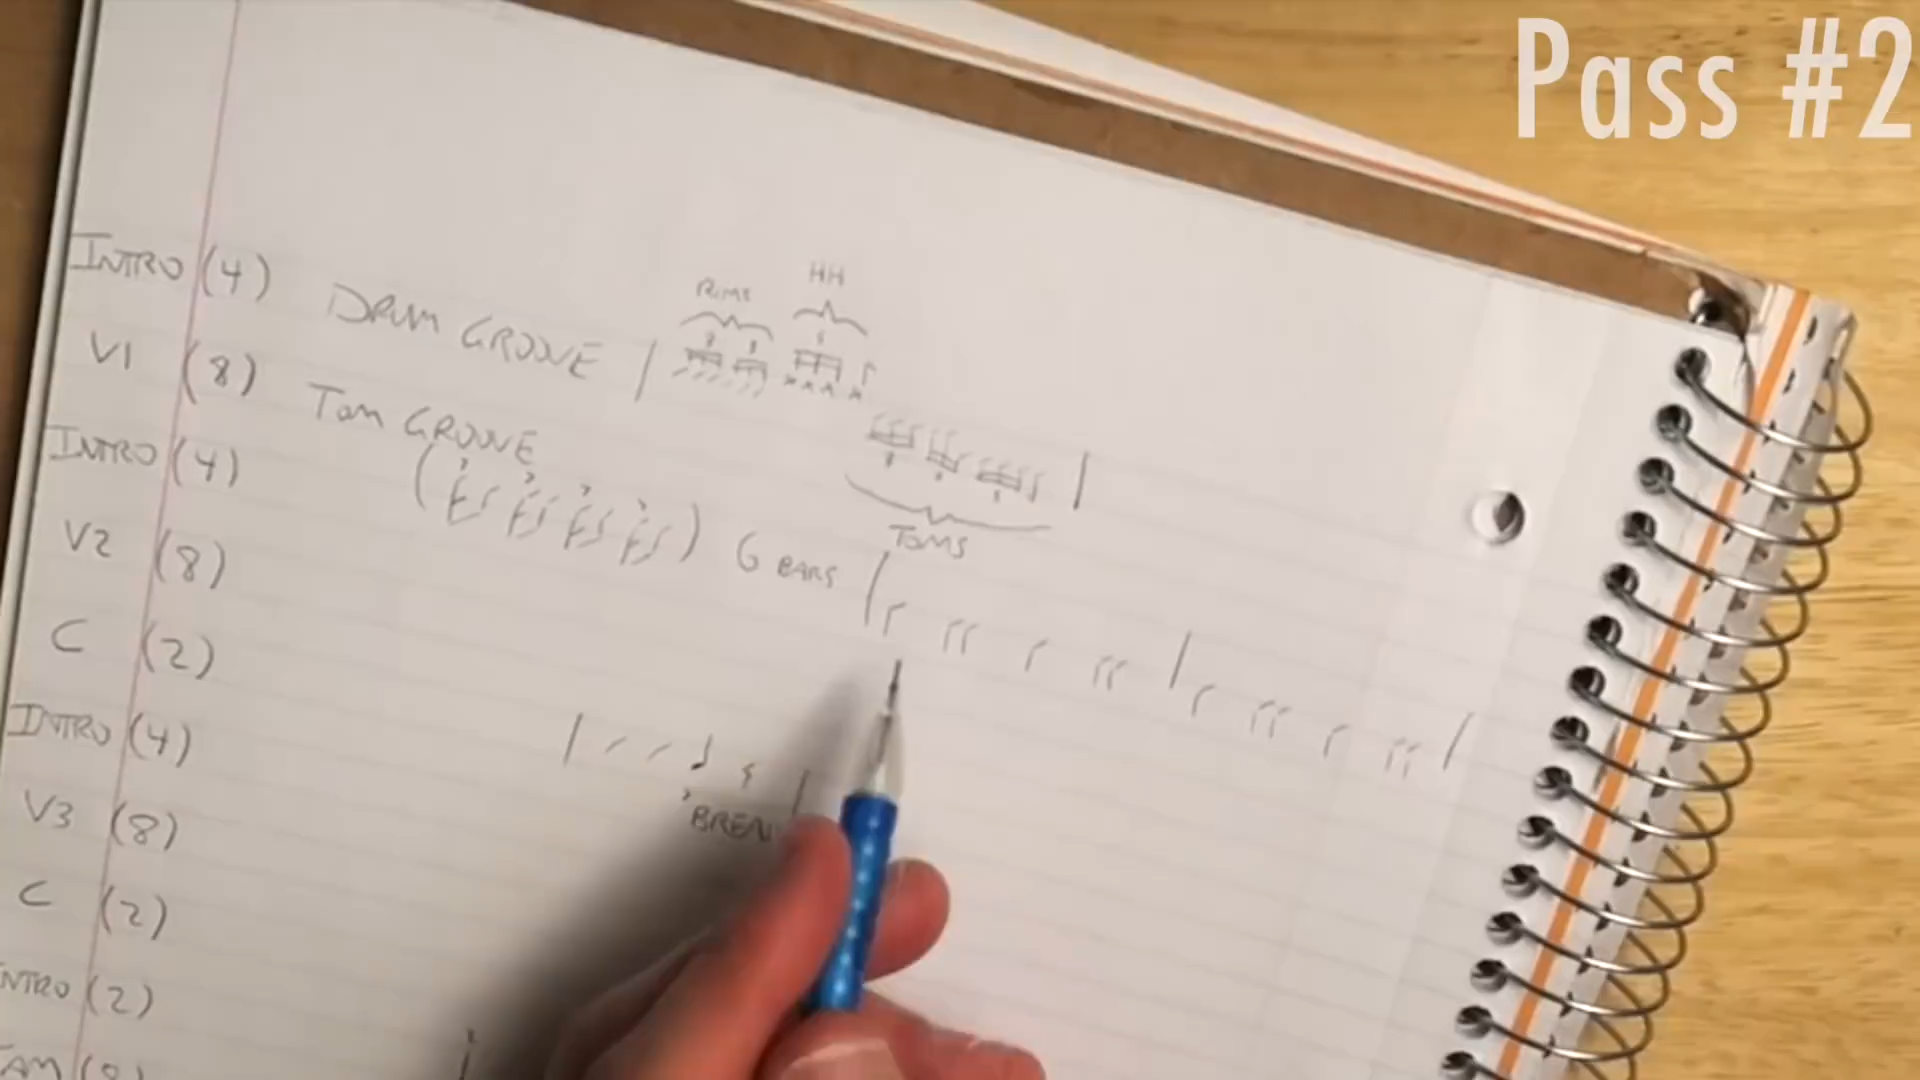 Pass #2
INTRO (4) DRUM GROOVE RIMS HH
V1 (8) TOM GROOVE TOMS
INTRO (4) 6 BARS
V2 (8)
C (2)
INTRO (4)
V3 (8)
C (2)
INTRO (2)